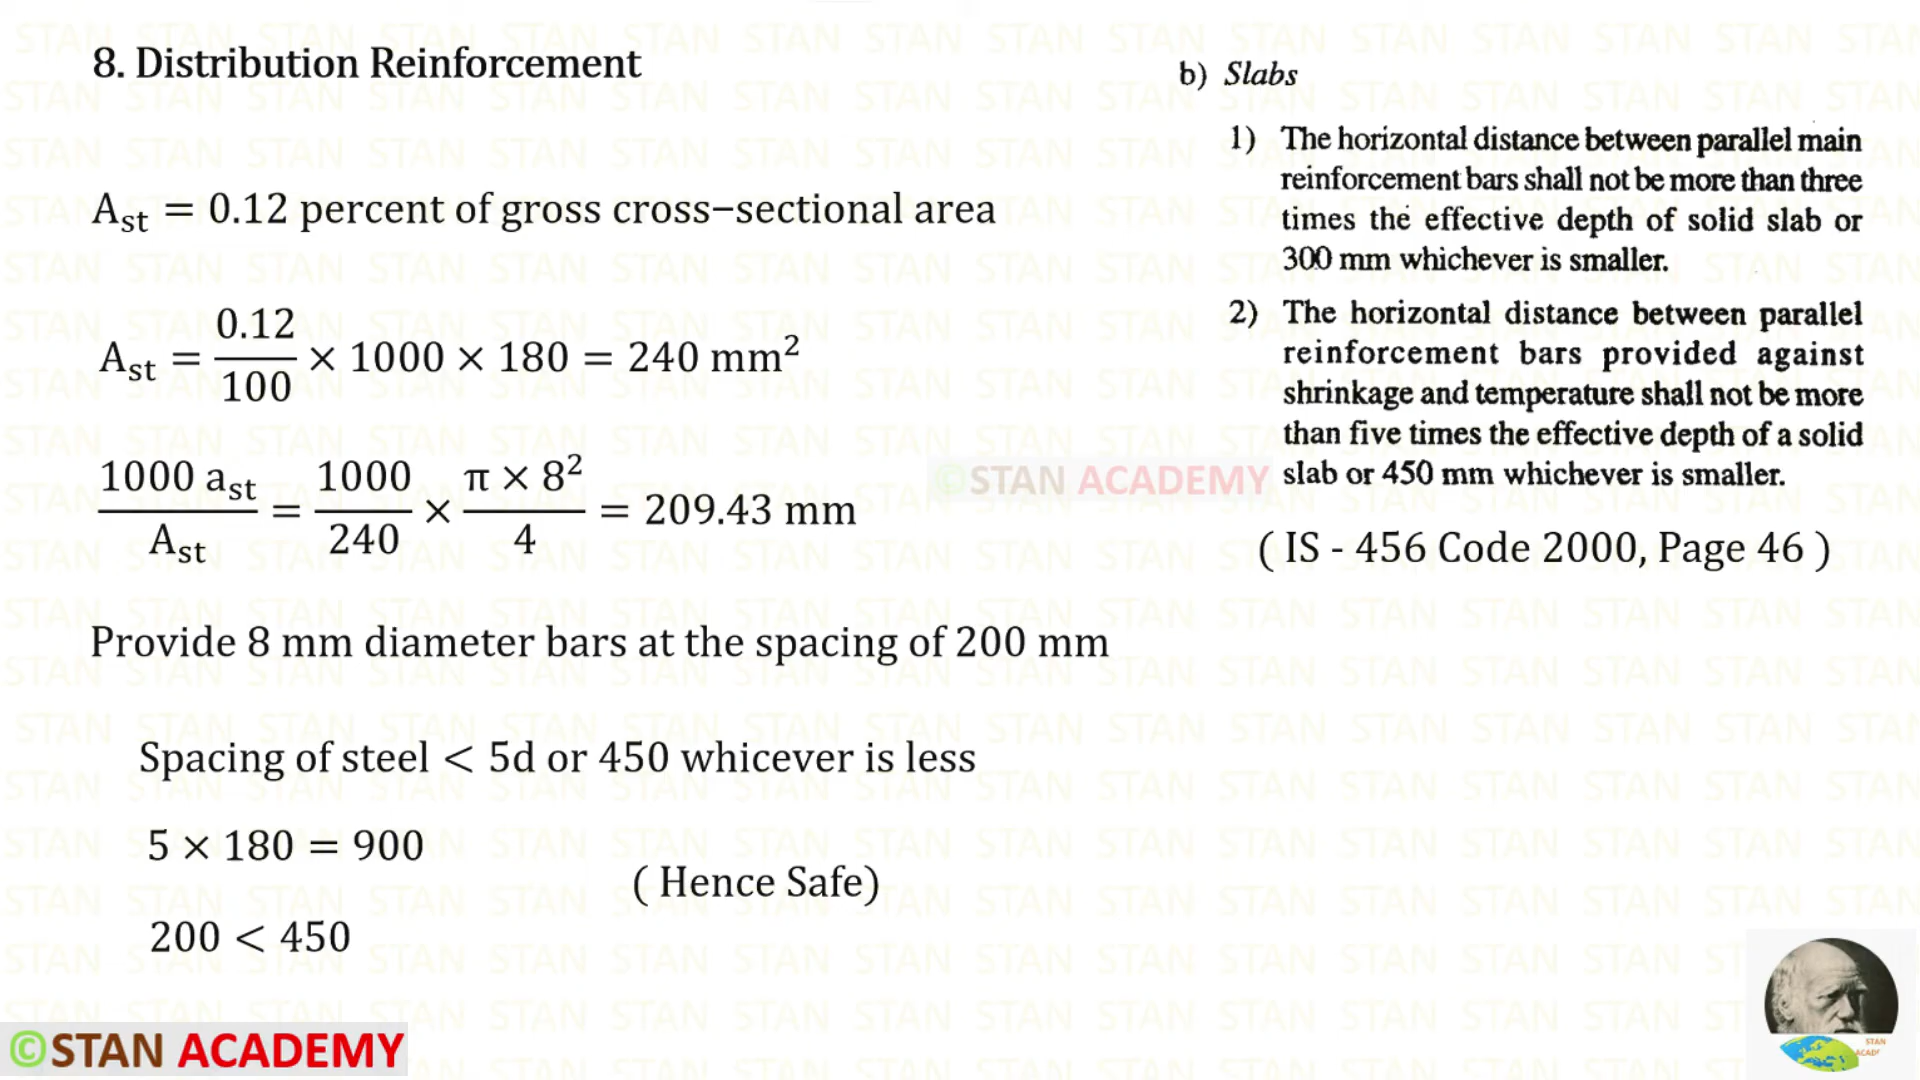 8. Distribution Reinforcement
A_st = 0.12 percent of gross cross−sectional area
A_st = 0.12/100 × 1000 × 180 = 240 mm²
1000 a_st / A_st = 1000/240 × π × 8²/4 = 209.43 mm
Provide 8 mm diameter bars at the spacing of 200 mm
Spacing of steel < 5d or 450 whicever is less
5 × 180 = 900
( Hence Safe)
200 < 450
b) Slabs
1) The horizontal distance between parallel main
reinforcement bars shall not be more than three
times the effective depth of solid slab or
300 mm whichever is smaller.
2) The horizontal distance between parallel
reinforcement bars provided against
shrinkage and temperature shall not be more
than five times the effective depth of a solid
slab or 450 mm whichever is smaller.
( IS - 456 Code 2000, Page 46 )
©STAN ACADEMY
©STAN ACADEMY
STAN